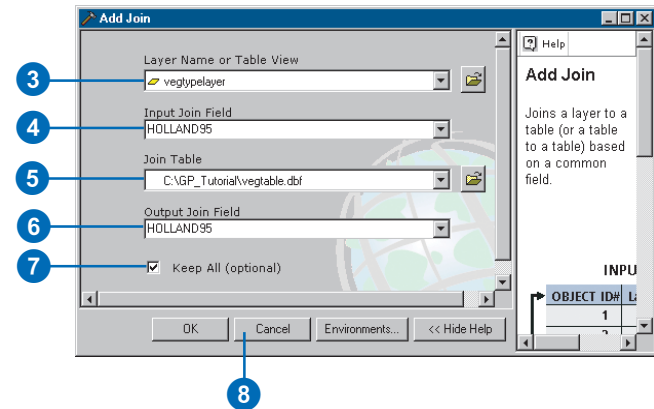 Add Join
Layer Name or Table View
3
vegtypelayer
Input Join Field
4
HOLLAND95
Join Table
5
C:\GP_Tutorial\vegtable.dbf
Output Join Field
6
HOLLAND95
7
Keep All (optional)
OK
Cancel
Environments...
<< Hide Help
8
Help
Add Join
Joins a layer to a
table (or a table
to a table) based
on a common
field.
INPU
OBJECT ID#
1